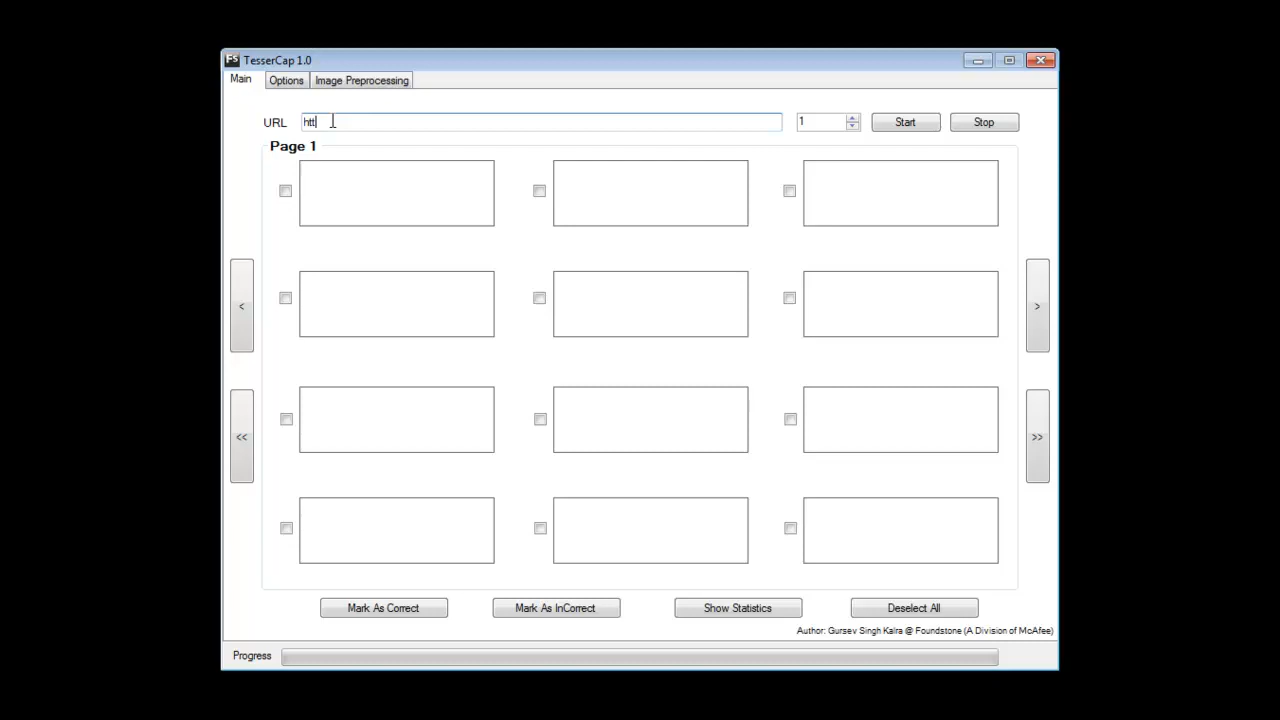 FS TesserCap 1.0
Main Options Image Preprocessing
URL htt 1 Start Stop
Page 1
< >
<< >>
Mark As Correct Mark As InCorrect Show Statistics Deselect All
Author: Gursev Singh Kalra @ Foundstone (A Division of McAfee)
Progress